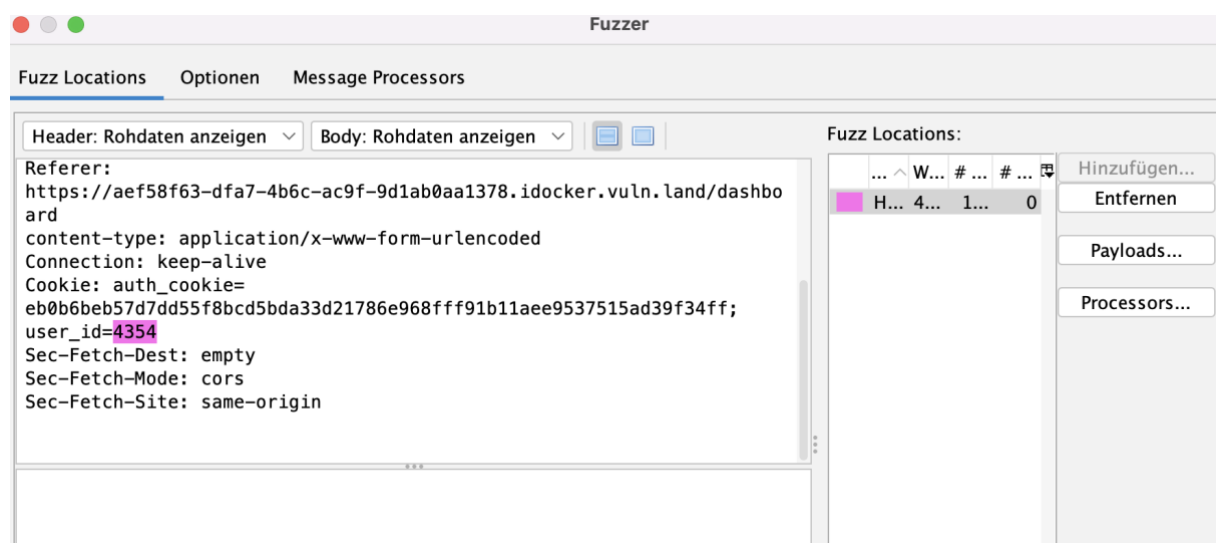 Fuzzer
Fuzz Locations Optionen Message Processors
Header: Rohdaten anzeigen Body: Rohdaten anzeigen
Referer:
https://aef58f63-dfa7-4b6c-ac9f-9d1ab0aa1378.idocker.vuln.land/dashbo
ard
content-type: application/x-www-form-urlencoded
Connection: keep-alive
Cookie: auth_cookie=
eb0b6beb57d7dd55f8bcd5bda33d21786e968fff91b11aee9537515ad39f34ff;
user_id=4354
Sec-Fetch-Dest: empty
Sec-Fetch-Mode: cors
Sec-Fetch-Site: same-origin
Fuzz Locations:
... W... # ... # ...
H... 4... 1... 0
Hinzufügen...
Entfernen
Payloads...
Processors...